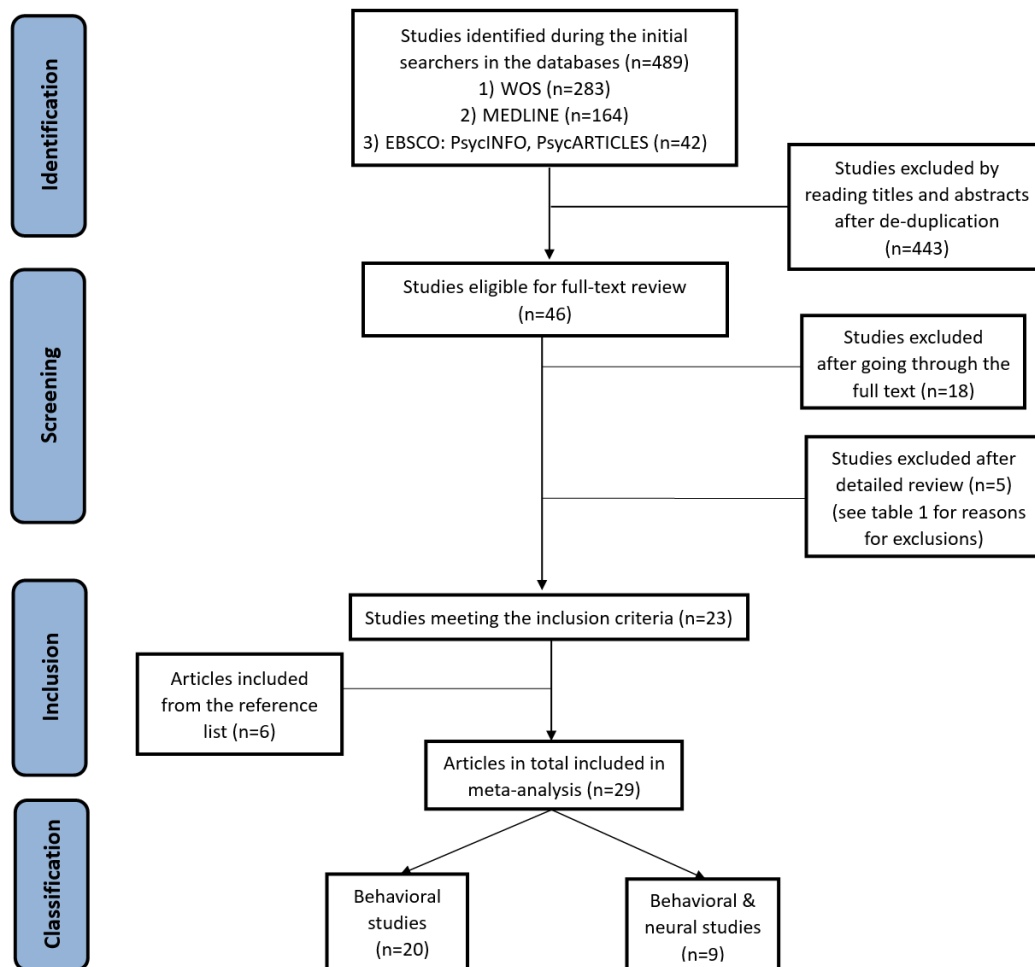 Identification
Studies identified during the initial
searchers in the databases (n=489)
1) WOS (n=283)
2) MEDLINE (n=164)
3) EBSCO: PsycINFO, PsycARTICLES (n=42)
Studies excluded by
reading titles and abstracts
after de-duplication
(n=443)
Screening
Studies eligible for full-text review
(n=46)
Studies excluded
after going through the
full text (n=18)
Studies excluded after
detailed review (n=5)
(see table 1 for reasons
for exclusions)
Inclusion
Studies meeting the inclusion criteria (n=23)
Articles included
from the reference
list (n=6)
Articles in total included in
meta-analysis (n=29)
Classification
Behavioral
studies
(n=20)
Behavioral &
neural studies
(n=9)